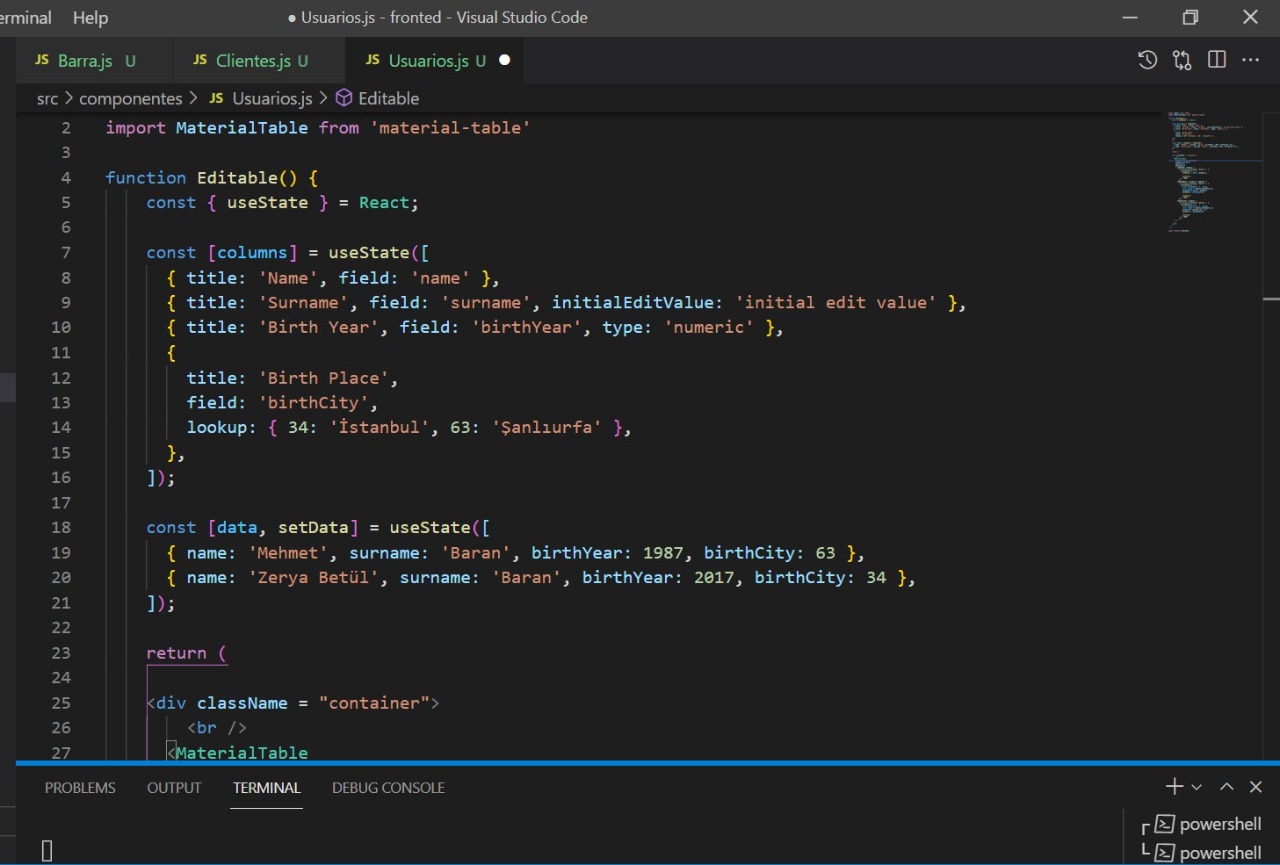 erminal Help ● Usuarios.js - fronted - Visual Studio Code
JS Barra.js U JS Clientes.js U JS Usuarios.js U ●
src > componentes > JS Usuarios.js > Editable
2 import MaterialTable from 'material-table'
3
4 function Editable() {
5 const { useState } = React;
6
7 const [columns] = useState([
8 { title: 'Name', field: 'name' },
9 { title: 'Surname', field: 'surname', initialEditValue: 'initial edit value' },
10 { title: 'Birth Year', field: 'birthYear', type: 'numeric' },
11 {
12 title: 'Birth Place',
13 field: 'birthCity',
14 lookup: { 34: 'İstanbul', 63: 'Şanlıurfa' },
15 },
16 ]);
17
18 const [data, setData] = useState([
19 { name: 'Mehmet', surname: 'Baran', birthYear: 1987, birthCity: 63 },
20 { name: 'Zerya Betül', surname: 'Baran', birthYear: 2017, birthCity: 34 },
21 ]);
22
23 return (
24
25 <div className = "container">
26 <br />
27 <MaterialTable
PROBLEMS OUTPUT TERMINAL DEBUG CONSOLE
powershell
powershell